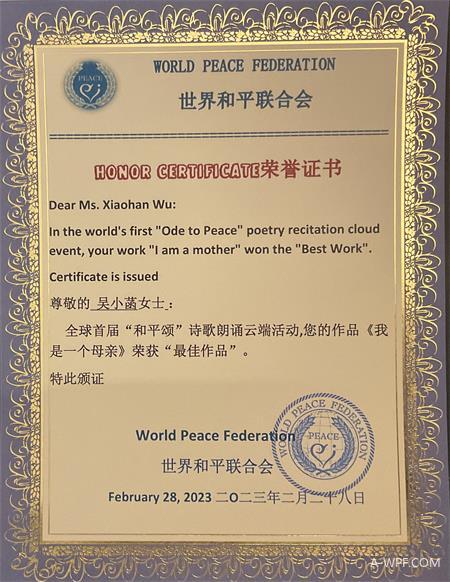 PEACE
WORLD PEACE FEDERATION
世界和平联合会
HONOR CERTIFICATE荣誉证书
Dear Ms. Xiaohan Wu:
In the world's first "Ode to Peace" poetry recitation cloud
event, your work "I am a mother" won the "Best Work".
Certificate is issued
尊敬的 吴小菡女士：
全球首届“和平颂”诗歌朗诵云端活动,您的作品《我
是一个母亲》荣获“最佳作品”。
特此颁证
World Peace Federation
世界和平联合会
WORLD PEACE FEDERATION
PEACE
WORLD PEACE FEDERATION
February 28, 2023 二〇二三年二月二十八日
A-WPF.COM